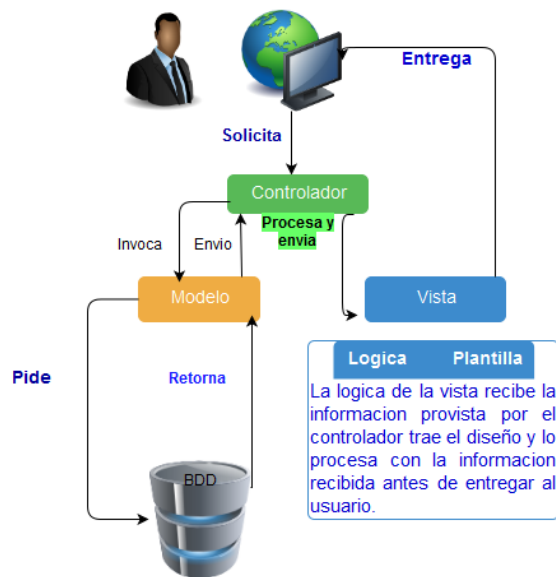 Entrega
Solicita
Controlador
Procesa y
envia
Invoca
Envio
Modelo
Vista
Pide
Retorna
Logica
Plantilla
La logica de la vista recibe la
informacion provista por el
controlador trae el diseño y lo
procesa con la informacion
recibida antes de entregar al
usuario.
BDD